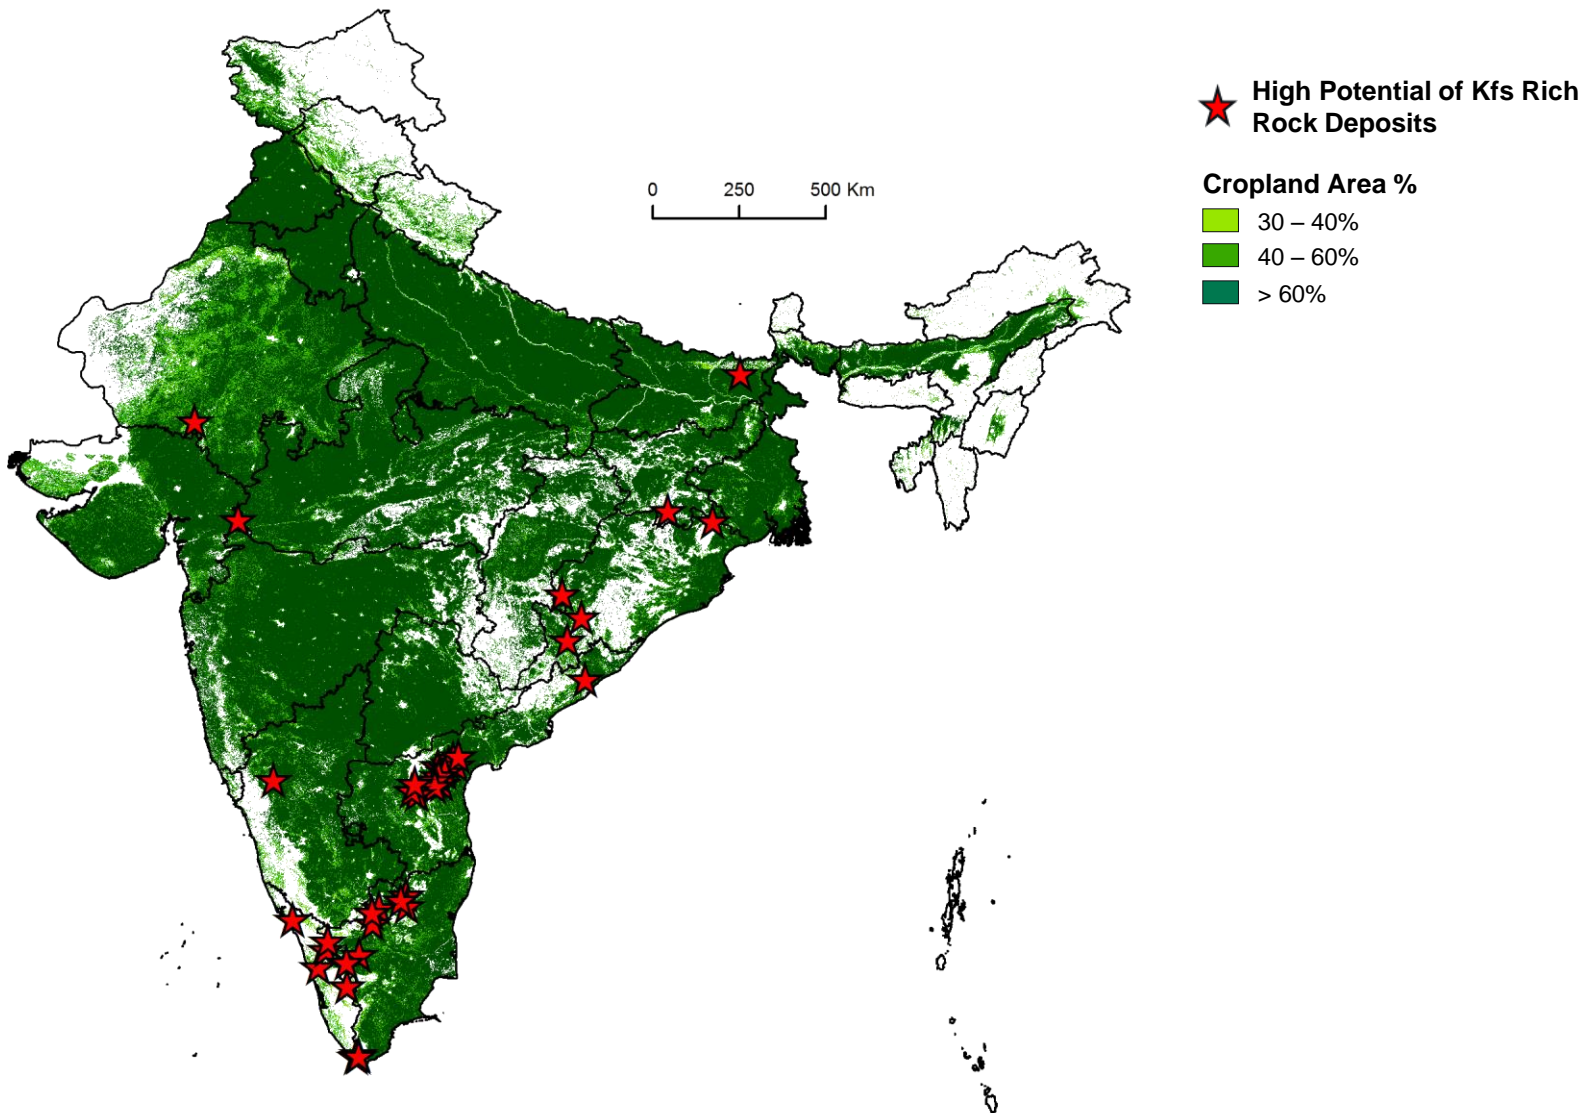 High Potential of Kfs Rich
Rock Deposits
0 250 500 Km
Cropland Area %
30 – 40%
40 – 60%
> 60%